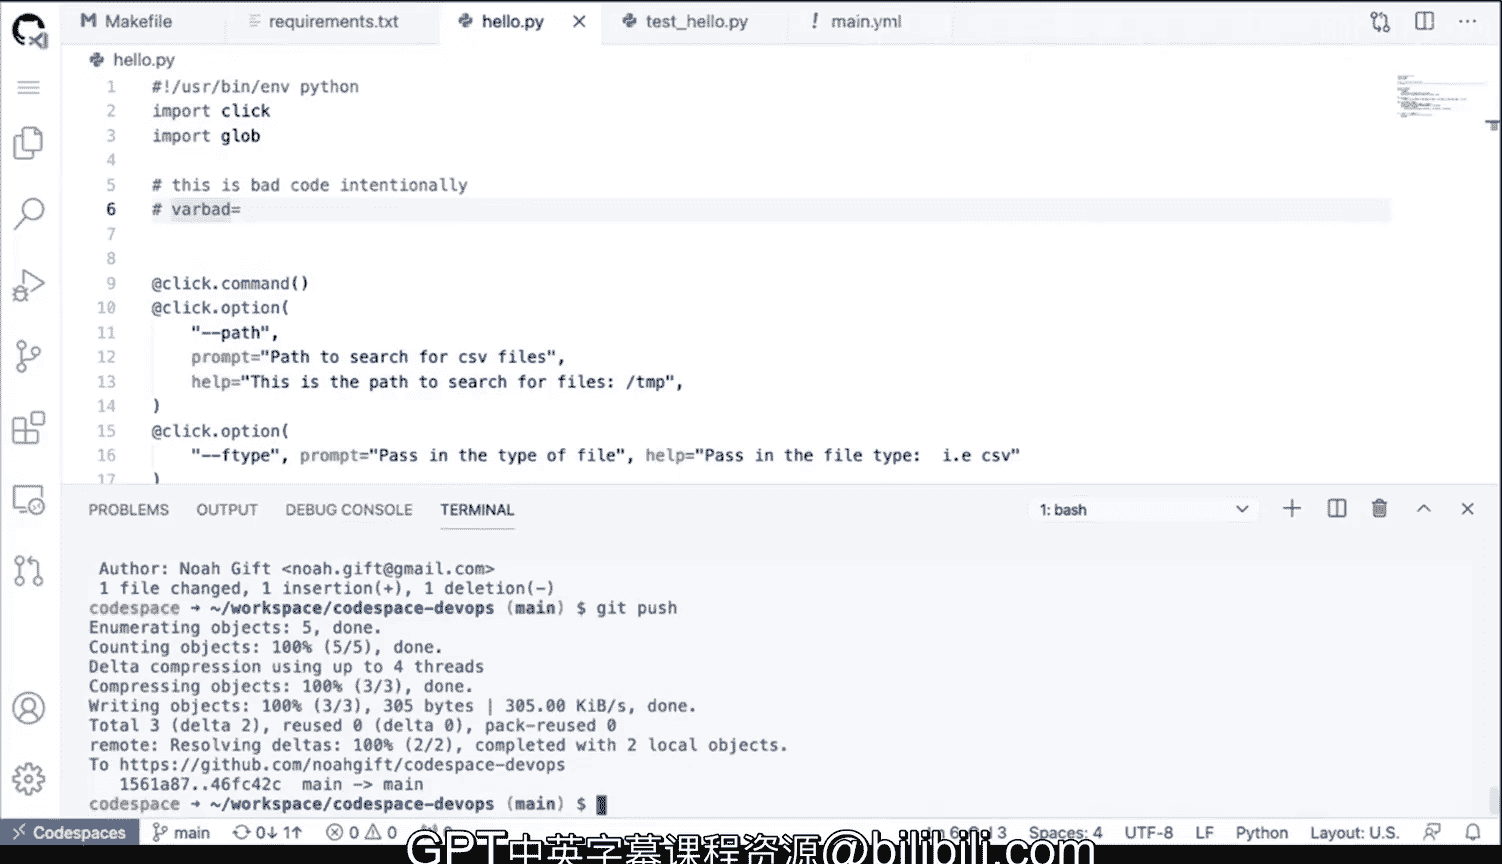 Makefile
requirements.txt
hello.py
test_hello.py
main.yml
hello.py
1 #!/usr/bin/env python
2 import click
3 import glob
4
5 # this is bad code intentionally
6 # varbad=
7
8
9 @click.command()
10 @click.option(
11 "--path",
12 prompt="Path to search for csv files",
13 help="This is the path to search for files: /tmp",
14 )
15 @click.option(
16 "--ftype", prompt="Pass in the type of file", help="Pass in the file type:  i.e csv"
17 )
PROBLEMS OUTPUT DEBUG CONSOLE TERMINAL
1: bash
Author: Noah Gift <noah.gift@gmail.com>
1 file changed, 1 insertion(+), 1 deletion(-)
codespace → ~/workspace/codespace-devops (main) $ git push
Enumerating objects: 5, done.
Counting objects: 100% (5/5), done.
Delta compression using up to 4 threads
Compressing objects: 100% (3/3), done.
Writing objects: 100% (3/3), 305 bytes | 305.00 KiB/s, done.
Total 3 (delta 2), reused 0 (delta 0), pack-reused 0
remote: Resolving deltas: 100% (2/2), completed with 2 local objects.
To https://github.com/noahgift/codespace-devops
1561a87..46fc42c  main -> main
codespace → ~/workspace/codespace-devops (main) $
Codespaces main 0↓ 1↑ 0 0 Spaces: 4 UTF-8 LF Python Layout: U.S.
GPT中英字幕课程资源@bilibili.com